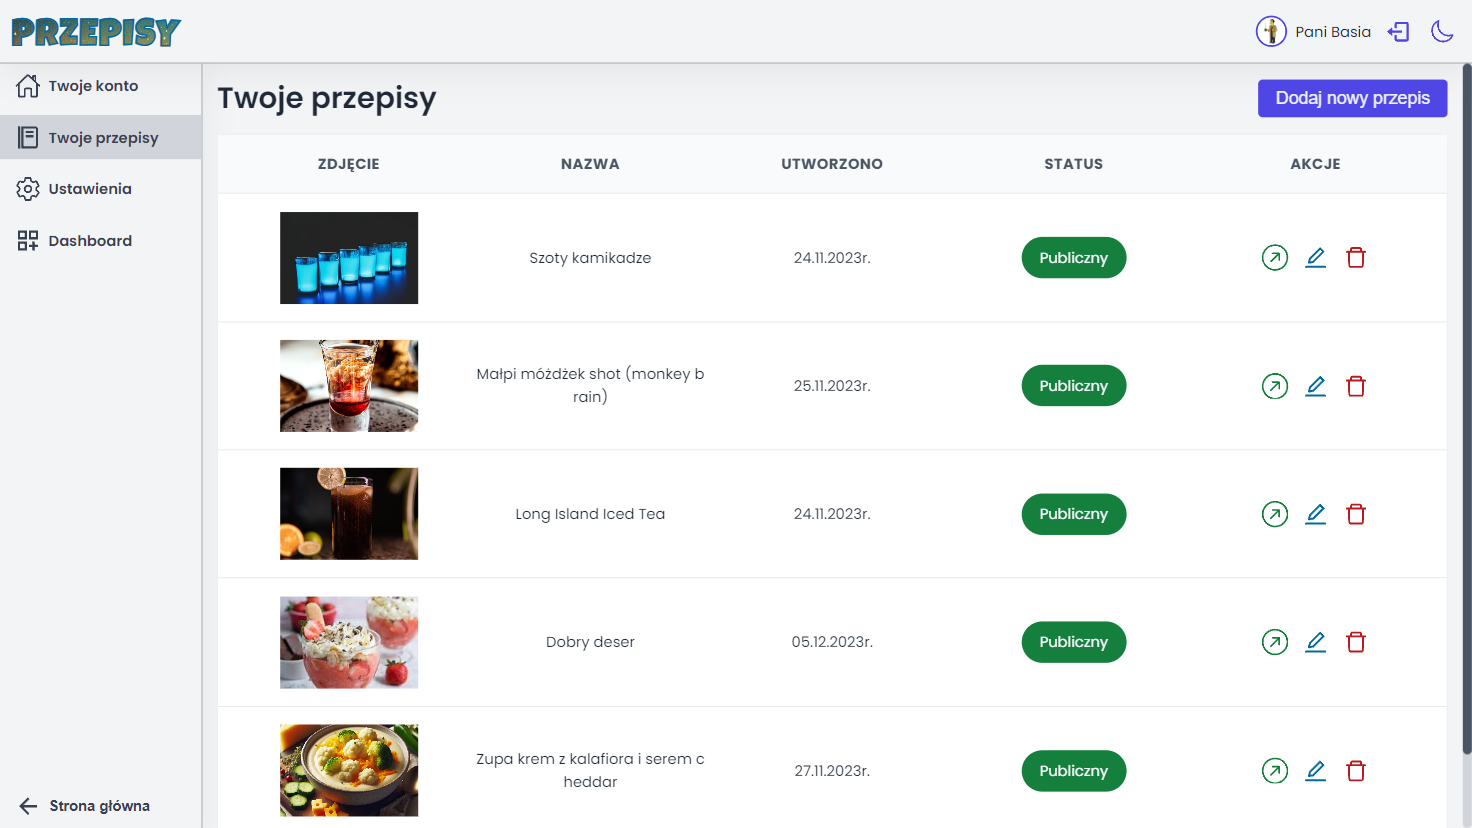 PRZEPISY
Pani Basia
Twoje konto
Twoje przepisy
Ustawienia
Dashboard
Strona główna
Twoje przepisy
Dodaj nowy przepis
ZDJĘCIE NAZWA UTWORZONO STATUS AKCJE
Szoty kamikadze 24.11.2023r. Publiczny
Małpi móżdżek shot (monkey b
rain) 25.11.2023r. Publiczny
Long Island Iced Tea 24.11.2023r. Publiczny
Dobry deser 05.12.2023r. Publiczny
Zupa krem z kalafiora i serem c
heddar 27.11.2023r. Publiczny